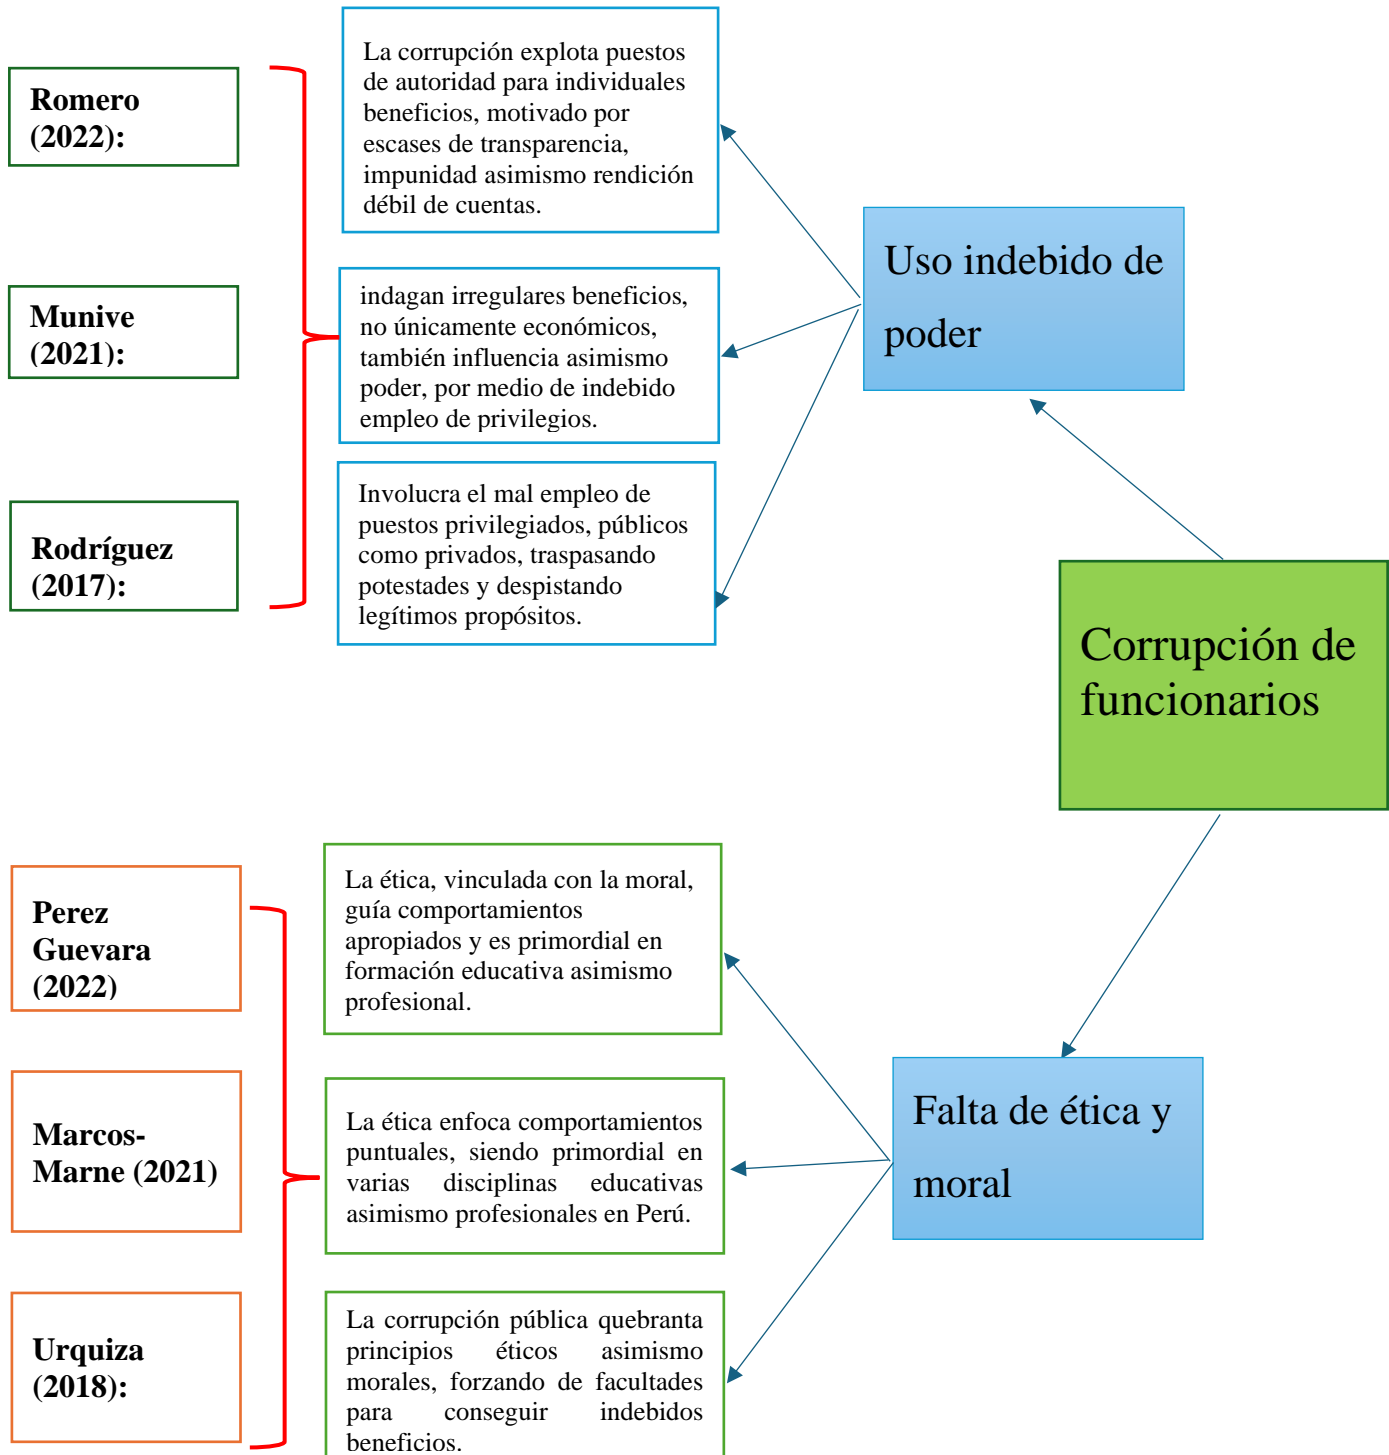 Romero
(2022):
La corrupción explota puestos
de autoridad para individuales
beneficios, motivado por
escases de transparencia,
impunidad asimismo rendición
débil de cuentas.
Munive
(2021):
indagan irregulares beneficios,
no únicamente económicos,
también influencia asimismo
poder, por medio de indebido
empleo de privilegios.
Rodríguez
(2017):
Involucra el mal empleo de
puestos privilegiados, públicos
como privados, traspasando
potestades y despistando
legítimos propósitos.
Uso indebido de
poder
Corrupción de
funcionarios
Perez
Guevara
(2022)
La ética, vinculada con la moral,
guía comportamientos
apropiados y es primordial en
formación educativa asimismo
profesional.
Marcos-
Marne (2021)
La ética enfoca comportamientos
puntuales, siendo primordial en
varias disciplinas educativas
asimismo profesionales en Perú.
Urquiza
(2018):
La corrupción pública quebranta
principios éticos asimismo
morales, forzando de facultades
para conseguir indebidos
beneficios.
Falta de ética y
moral